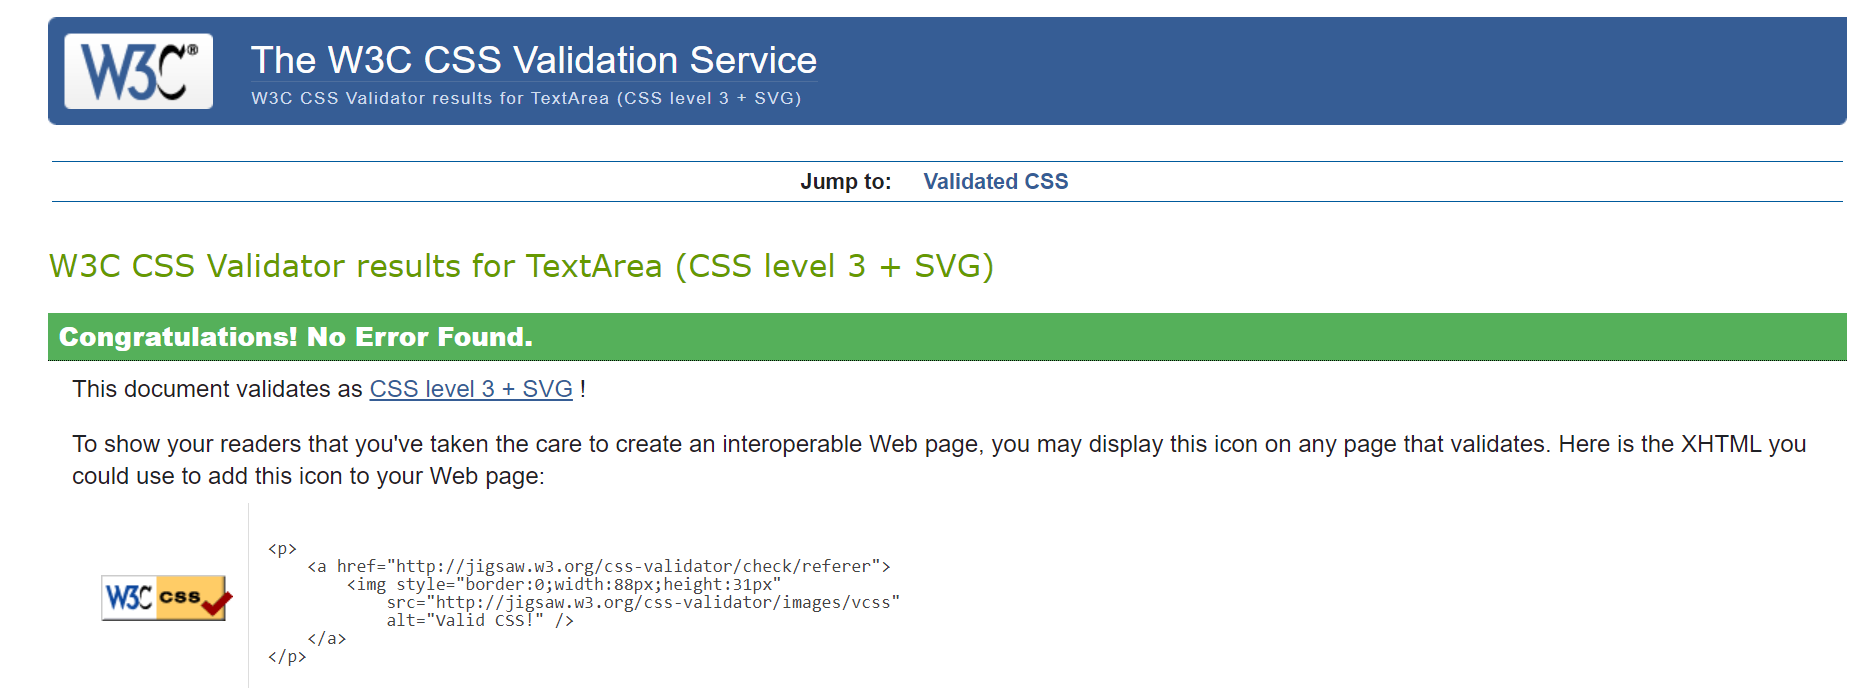 W3C®
The W3C CSS Validation Service
W3C CSS Validator results for TextArea (CSS level 3 + SVG)
Jump to: Validated CSS
W3C CSS Validator results for TextArea (CSS level 3 + SVG)
Congratulations! No Error Found.
This document validates as CSS level 3 + SVG !
To show your readers that you've taken the care to create an interoperable Web page, you may display this icon on any page that validates. Here is the XHTML you
could use to add this icon to your Web page:
W3C css
<p>
    <a href="http://jigsaw.w3.org/css-validator/check/referer">
        <img style="border:0;width:88px;height:31px"
            src="http://jigsaw.w3.org/css-validator/images/vcss"
            alt="Valid CSS!" />
    </a>
</p>